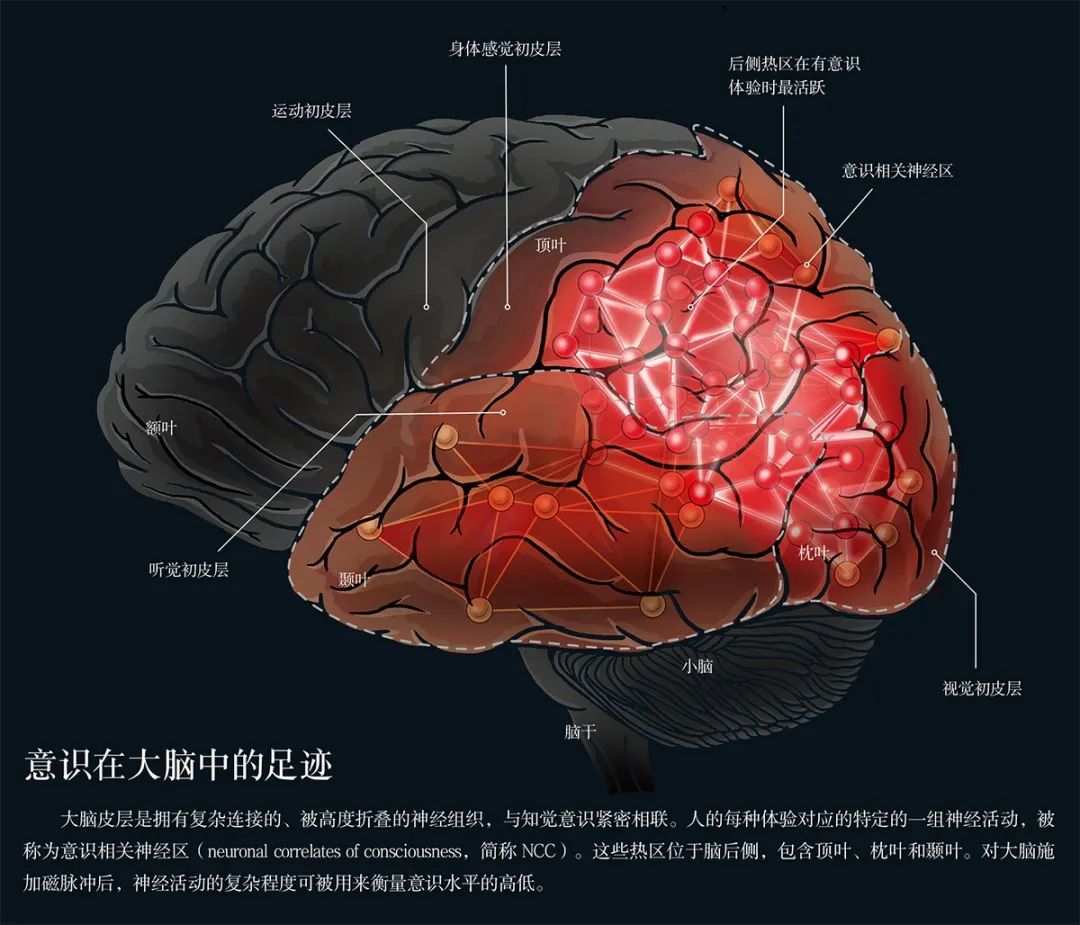 身体感觉初皮层
后侧热区在有意识
体验时最活跃
运动初皮层
意识相关神经区
顶叶
额叶
听觉初皮层
颞叶
枕叶
小脑
视觉初皮层
脑干
意识在大脑中的足迹
大脑皮层是拥有复杂连接的、被高度折叠的神经组织，与知觉意识紧密相联。人的每种体验对应的特定的一组神经活动，被
称为意识相关神经区（neuronal correlates of consciousness，简称 NCC）。这些热区位于脑后侧，包含顶叶、枕叶和颞叶。对大脑施
加磁脉冲后，神经活动的复杂程度可被用来衡量意识水平的高低。